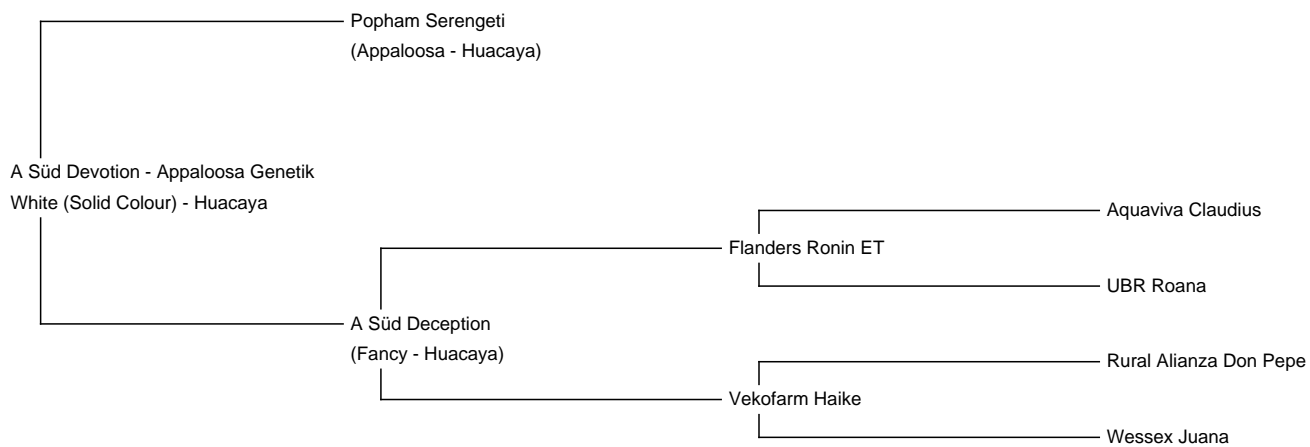 Popham Serengeti
(Appaloosa - Huacaya)
A Süd Devotion - Appaloosa Genetik
White (Solid Colour) - Huacaya
Aquaviva Claudius
Flanders Ronin ET
UBR Roana
A Süd Deception
(Fancy - Huacaya)
Rural Alianza Don Pepe
Vekofarm Haike
Wessex Juana